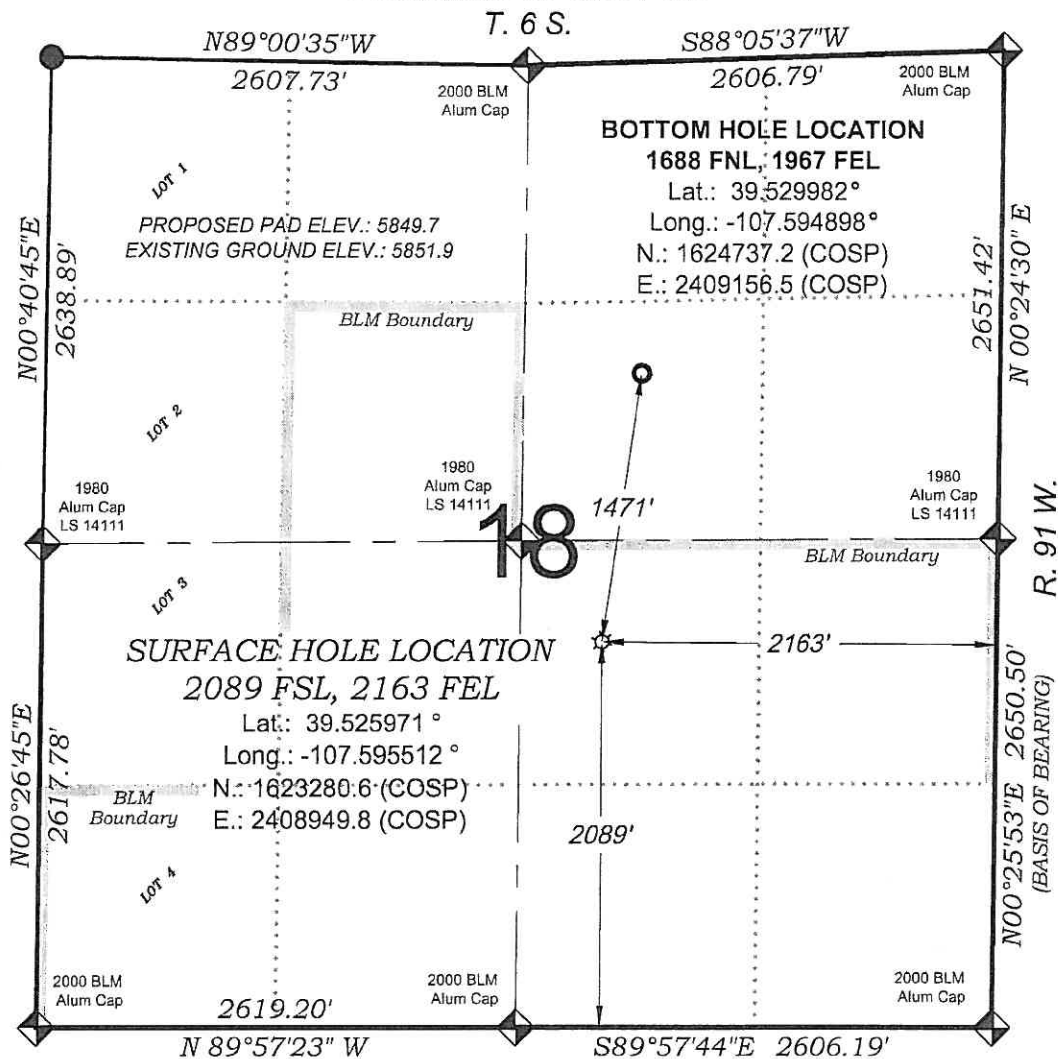 T. 6 S.
N89°00'35"W
S88°05'37"W
2607.73'
2606.79'
2000 BLM
Alum Cap
2000 BLM
Alum Cap
BOTTOM HOLE LOCATION
1688 FNL, 1967 FEL
Lat.: 39.529982°
Long.: -107.594898°
N.: 1624737.2 (COSP)
E.: 2409156.5 (COSP)
LOT 1
PROPOSED PAD ELEV.: 5849.7
EXISTING GROUND ELEV.: 5851.9
N00°40'45"E
2638.89'
2651.42'
N 00°24'30" E
BLM Boundary
LOT 2
1980
Alum Cap
LS 14111
1980
Alum Cap
LS 14111
1980
Alum Cap
LS 14111
18
1471'
R. 91 W.
BLM Boundary
LOT 3
2163'
SURFACE HOLE LOCATION
2089 FSL, 2163 FEL
Lat.: 39.525971 °
Long.: -107.595512 °
N.: 1623280.6 (COSP)
E.: 2408949.8 (COSP)
N00°26'45"E
2617.78'
BLM
Boundary
2089'
N00°25'53"E 2650.50'
(BASIS OF BEARING)
LOT 4
2000 BLM
Alum Cap
2000 BLM
Alum Cap
2000 BLM
Alum Cap
2619.20'
N 89°57'23" W
S89°57'44"E 2606.19'